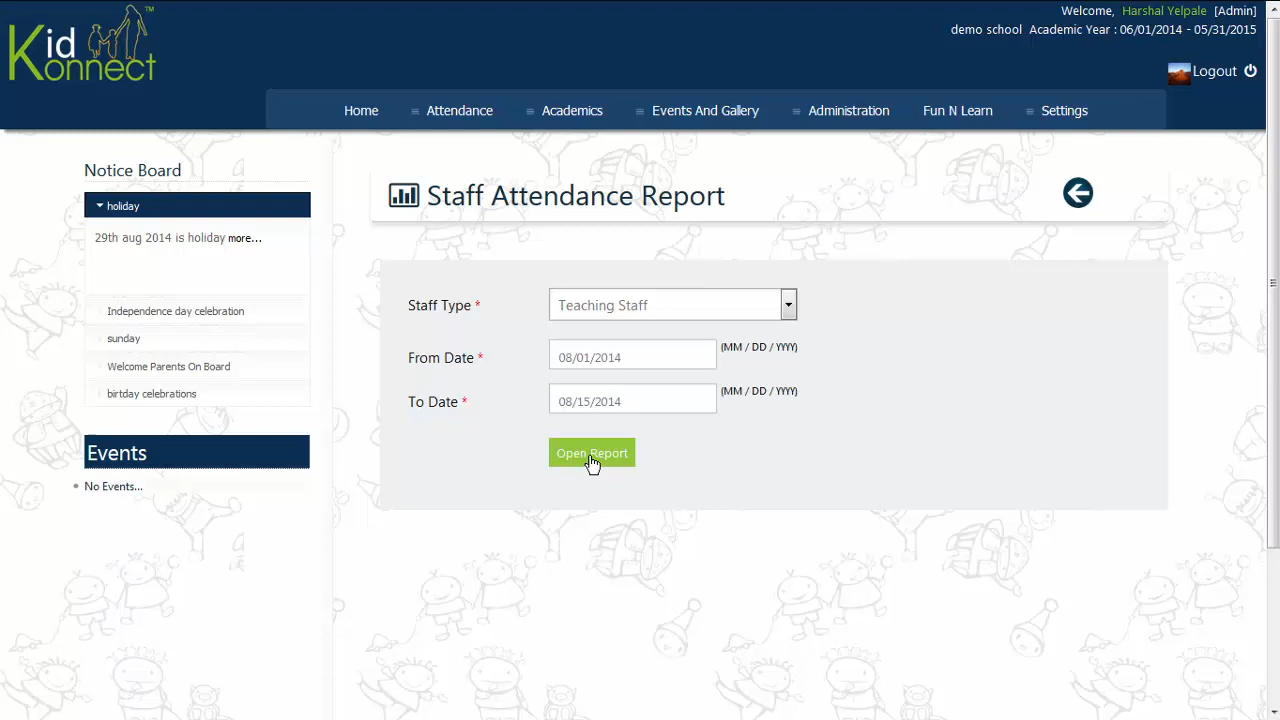 Kid Konnect™
Welcome, Harshal Yelpale [Admin]
demo school Academic Year : 06/01/2014 - 05/31/2015
Logout
Home Attendance Academics Events And Gallery Administration Fun N Learn Settings
Notice Board
holiday
29th aug 2014 is holiday more...
Independence day celebration
sunday
Welcome Parents On Board
birtday celebrations
Events
No Events...
Staff Attendance Report
Staff Type * Teaching Staff
From Date * 08/01/2014 (MM / DD / YYYY)
To Date * 08/15/2014 (MM / DD / YYYY)
Open Report